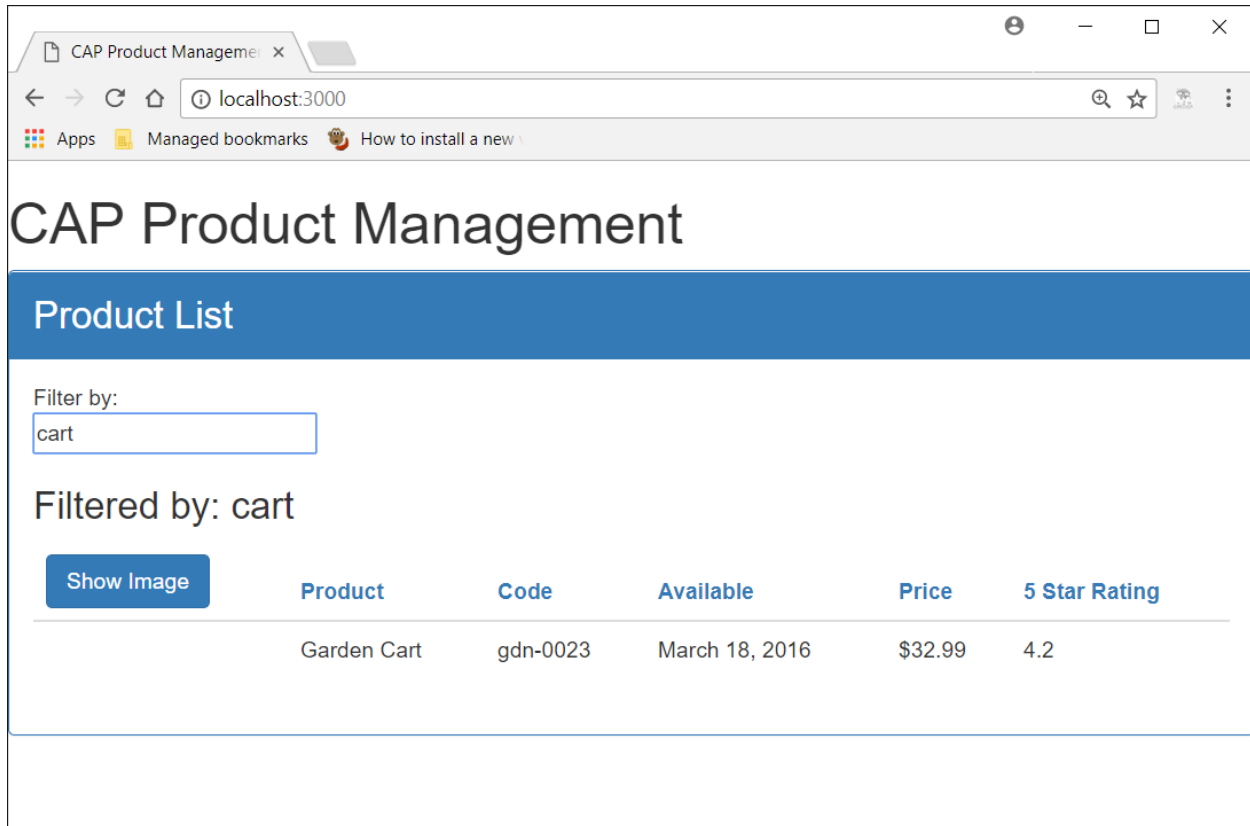 CAP Product Manageme
localhost:3000
Apps Managed bookmarks How to install a new
CAP Product Management
Product List
Filter by:
cart
Filtered by: cart
Show Image Product Code Available Price 5 Star Rating
Garden Cart gdn-0023 March 18, 2016 $32.99 4.2